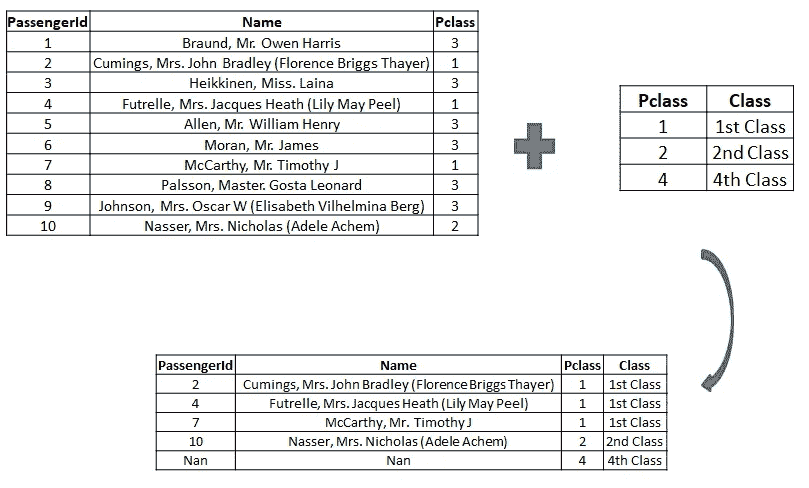 PassengerId Name Pclass
1 Braund, Mr. Owen Harris 3
2 Cumings, Mrs. John Bradley (Florence Briggs Thayer) 1
3 Heikkinen, Miss. Laina 3
4 Futrelle, Mrs. Jacques Heath (Lily May Peel) 1
5 Allen, Mr. William Henry 3
6 Moran, Mr. James 3
7 McCarthy, Mr. Timothy J 1
8 Palsson, Master. Gosta Leonard 3
9 Johnson, Mrs. Oscar W (Elisabeth Vilhelmina Berg) 3
10 Nasser, Mrs. Nicholas (Adele Achem) 2
Pclass Class
1 1st Class
2 2nd Class
4 4th Class
PassengerId Name Pclass Class
2 Cumings, Mrs. John Bradley (Florence Briggs Thayer) 1 1st Class
4 Futrelle, Mrs. Jacques Heath (Lily May Peel) 1 1st Class
7 McCarthy, Mr. Timothy J 1 1st Class
10 Nasser, Mrs. Nicholas (Adele Achem) 2 2nd Class
Nan Nan 4 4th Class